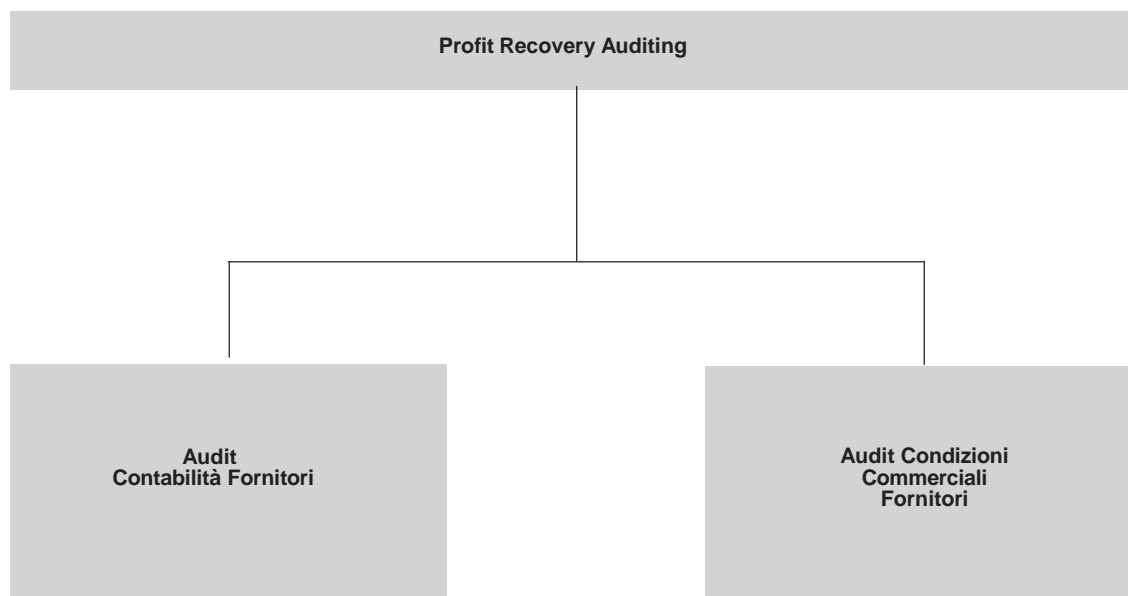 Profit Recovery Auditing
Audit
Contabilità Fornitori
Audit Condizioni
Commerciali
Fornitori